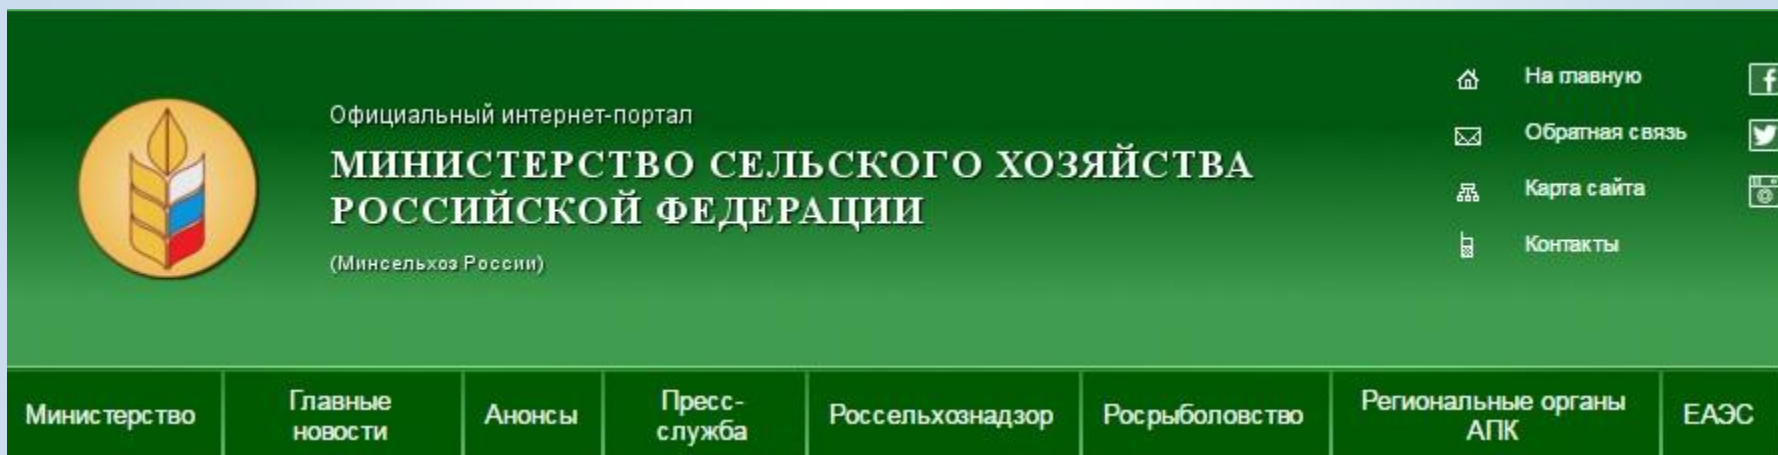 На главную
Официальный интернет-портал
Обратная связь
МИНИСТЕРСТВО СЕЛЬСКОГО ХОЗЯЙСТВА
Карта сайта
РОССИЙСКОЙ ФЕДЕРАЦИИ
Контакты
(Минсельхоз России)
Министерство
Главные
новости
Анонсы
Пресс-
служба
Россельхознадзор
Росрыболовство
Региональные органы
АПК
ЕАЭС